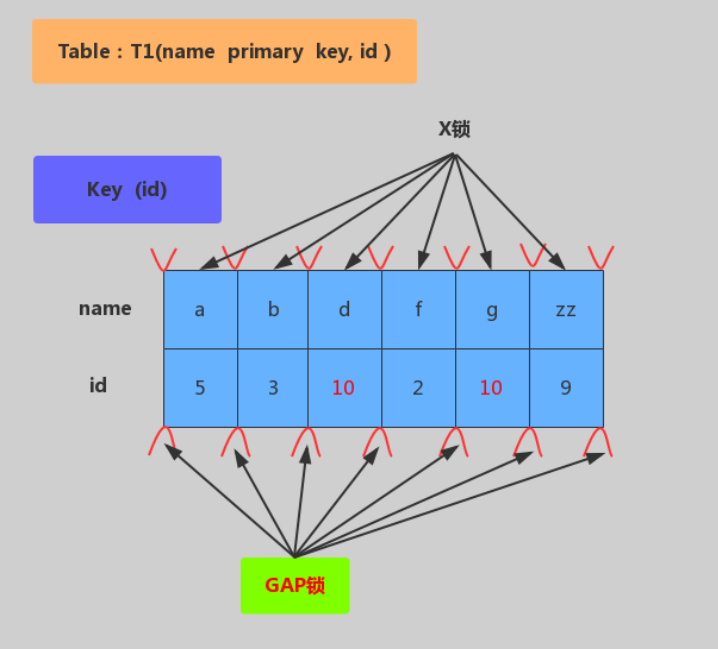 Table : T1(name primary key, id )
X锁
Key (id)
name a b d f g zz
id 5 3 10 2 10 9
GAP锁